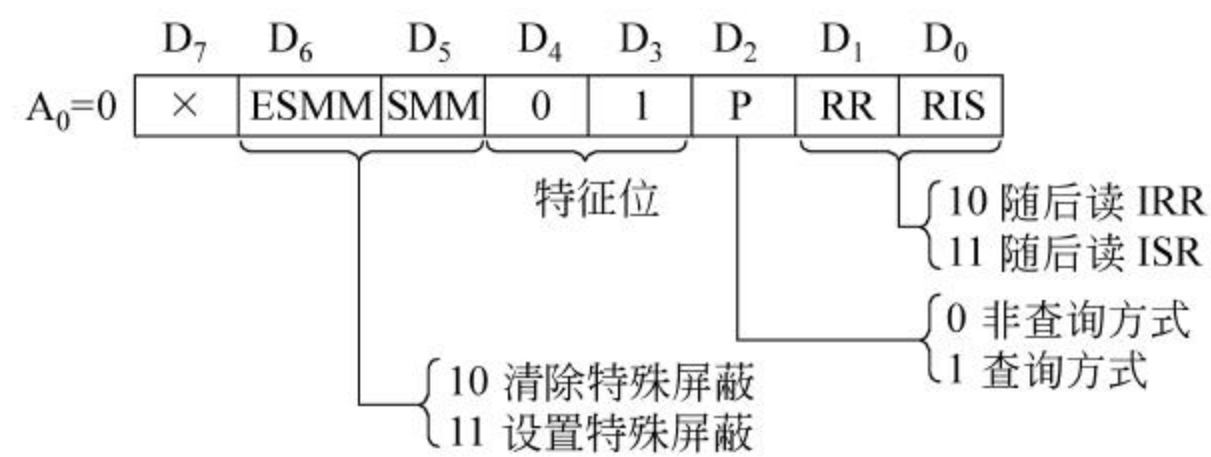 D₇ D₆ D₅ D₄ D₃ D₂ D₁ D₀
A₀=0 × ESMM SMM 0 1 P RR RIS
特征位
10 随后读 IRR
11 随后读 ISR
0 非查询方式
1 查询方式
10 清除特殊屏蔽
11 设置特殊屏蔽